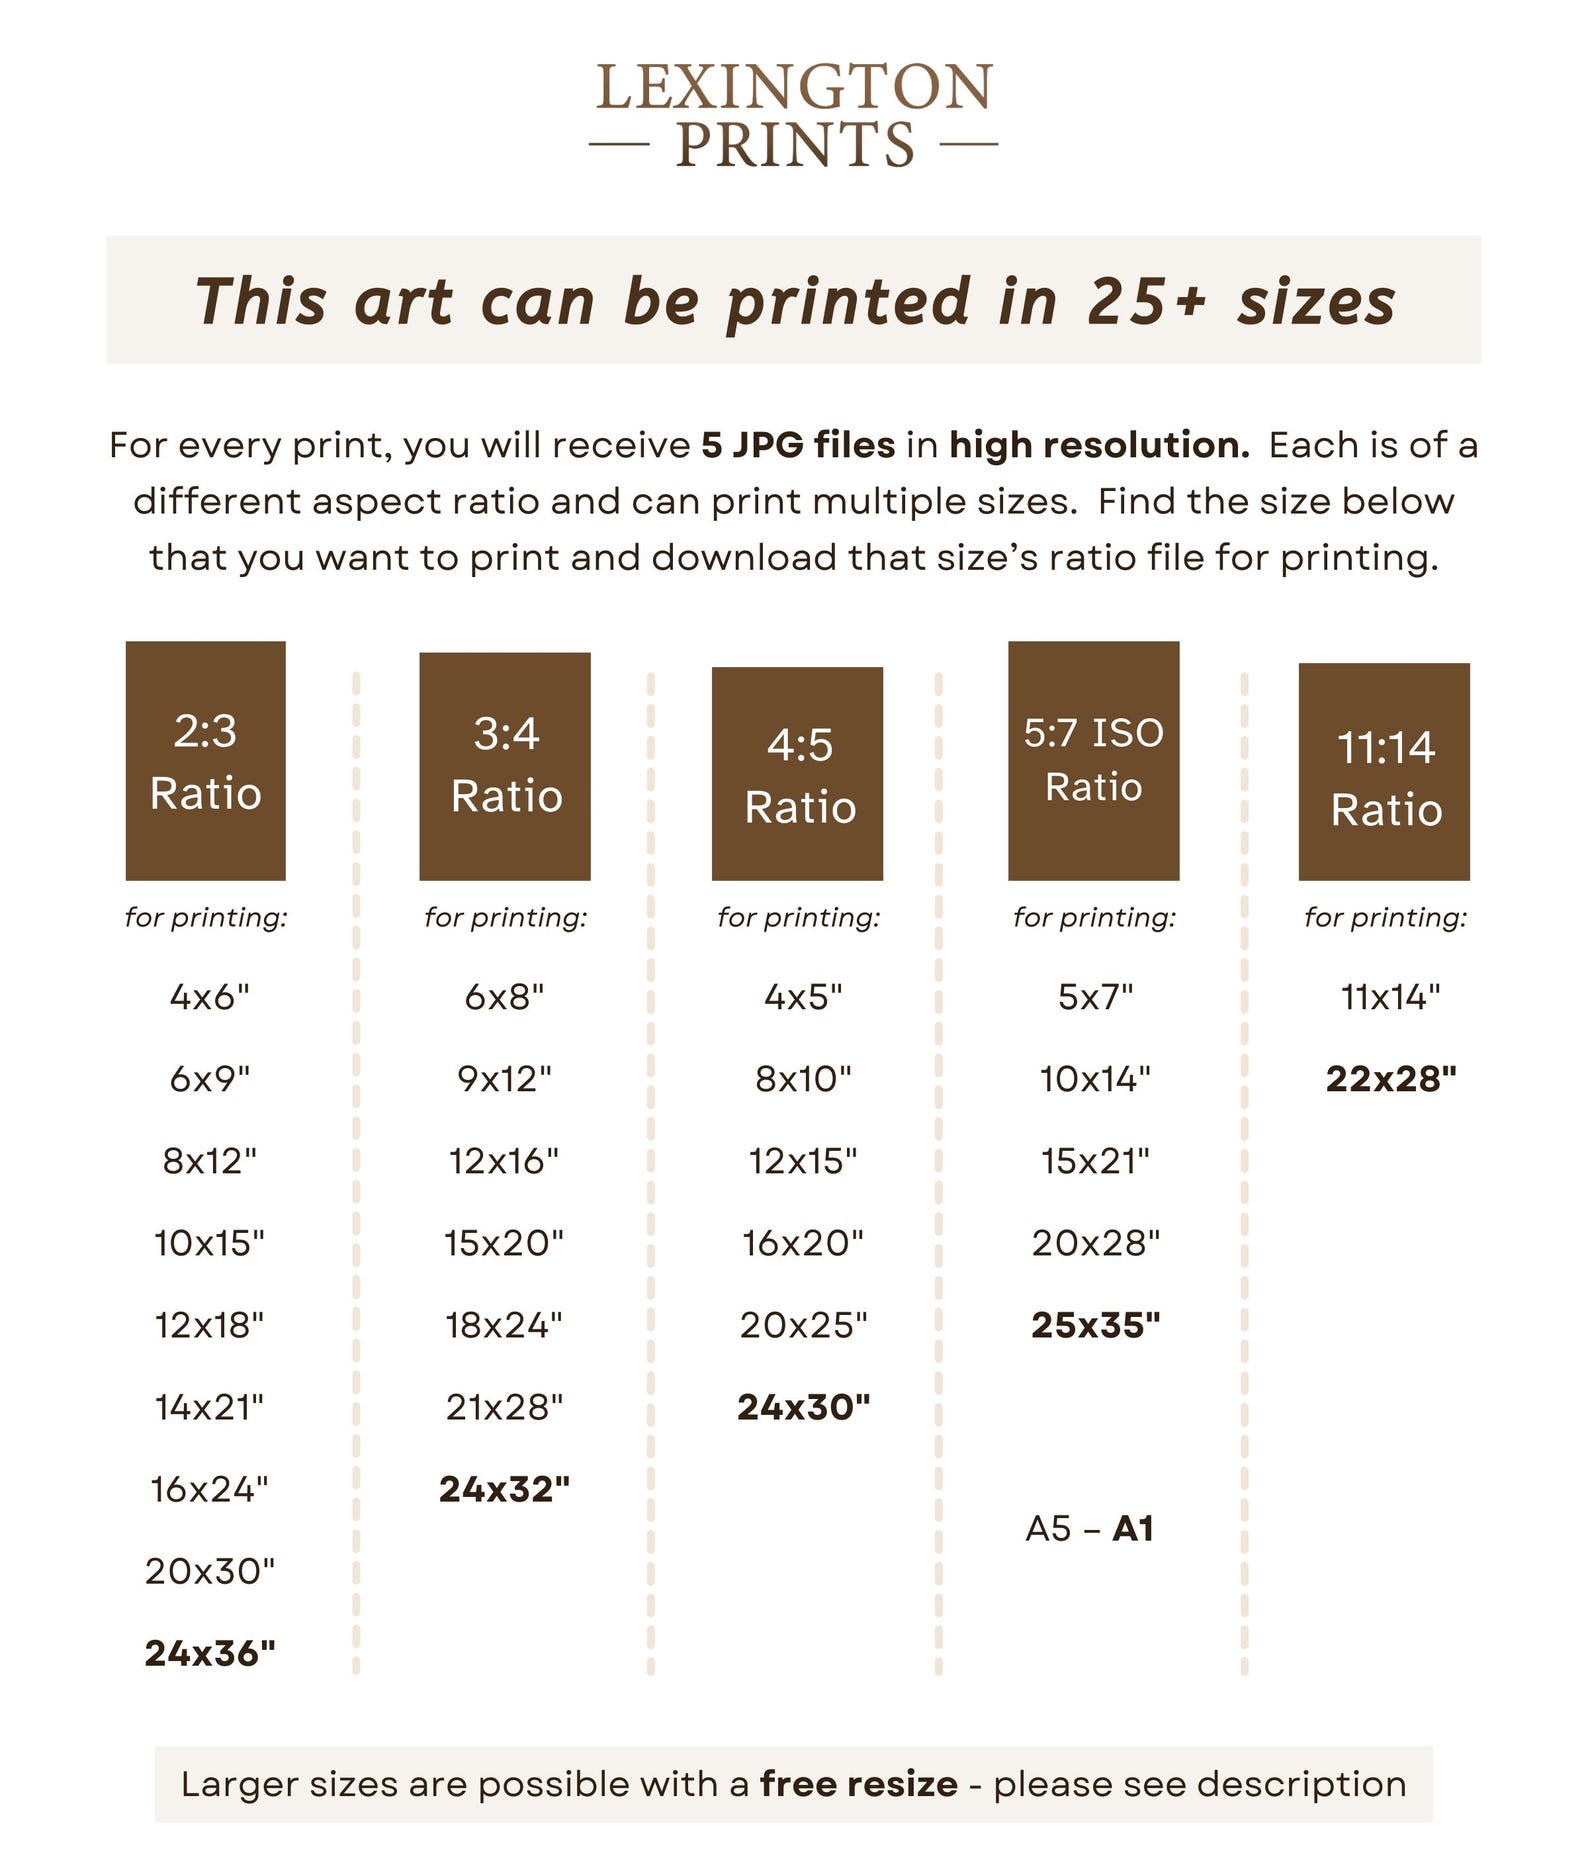 LEXINGTON
PRINTS
This art can be printed in 25+ sizes
For every print, you will receive 5 JPG files in high resolution. Each is of a
different aspect ratio and can print multiple sizes. Find the size below
that you want to print and download that size’s ratio file for printing.
2:3
Ratio
for printing:
4x6"
6x9"
8x12"
10x15"
12x18"
14x21"
16x24"
20x30"
24x36"
3:4
Ratio
for printing:
6x8"
9x12"
12x16"
15x20"
18x24"
21x28"
24x32"
4:5
Ratio
for printing:
4x5"
8x10"
12x15"
16x20"
20x25"
24x30"
5:7 ISO
Ratio
for printing:
5x7"
10x14"
15x21"
20x28"
25x35"
A5 – A1
11:14
Ratio
for printing:
11x14"
22x28"
Larger sizes are possible with a free resize - please see description